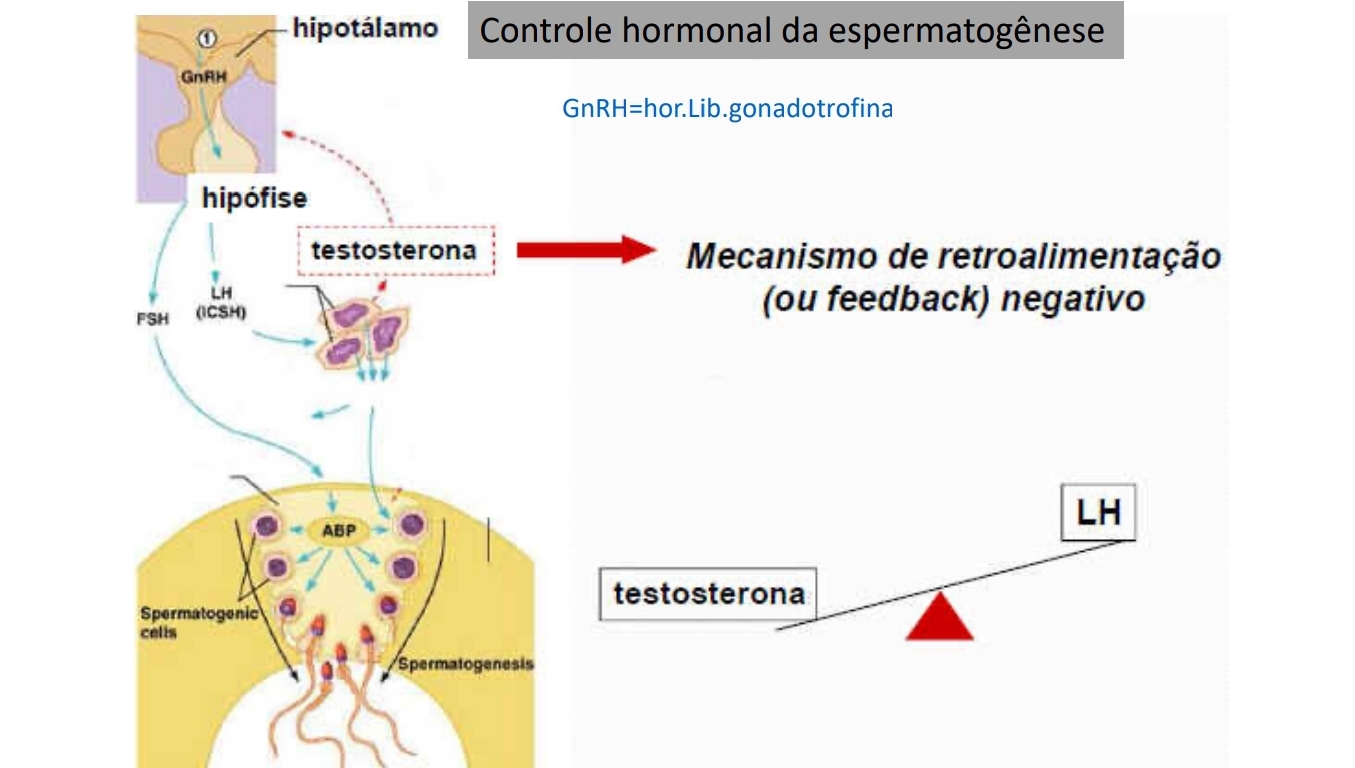 Controle hormonal da espermatogênese
hipotálamo
1
GnRH
GnRH=hor.Lib.gonadotrofina
hipófise
testosterona
Mecanismo de retroalimentação
(ou feedback) negativo
FSH
LH
(ICSH)
LH
testosterona
ABP
Spermatogenic
cells
Spermatogenesis